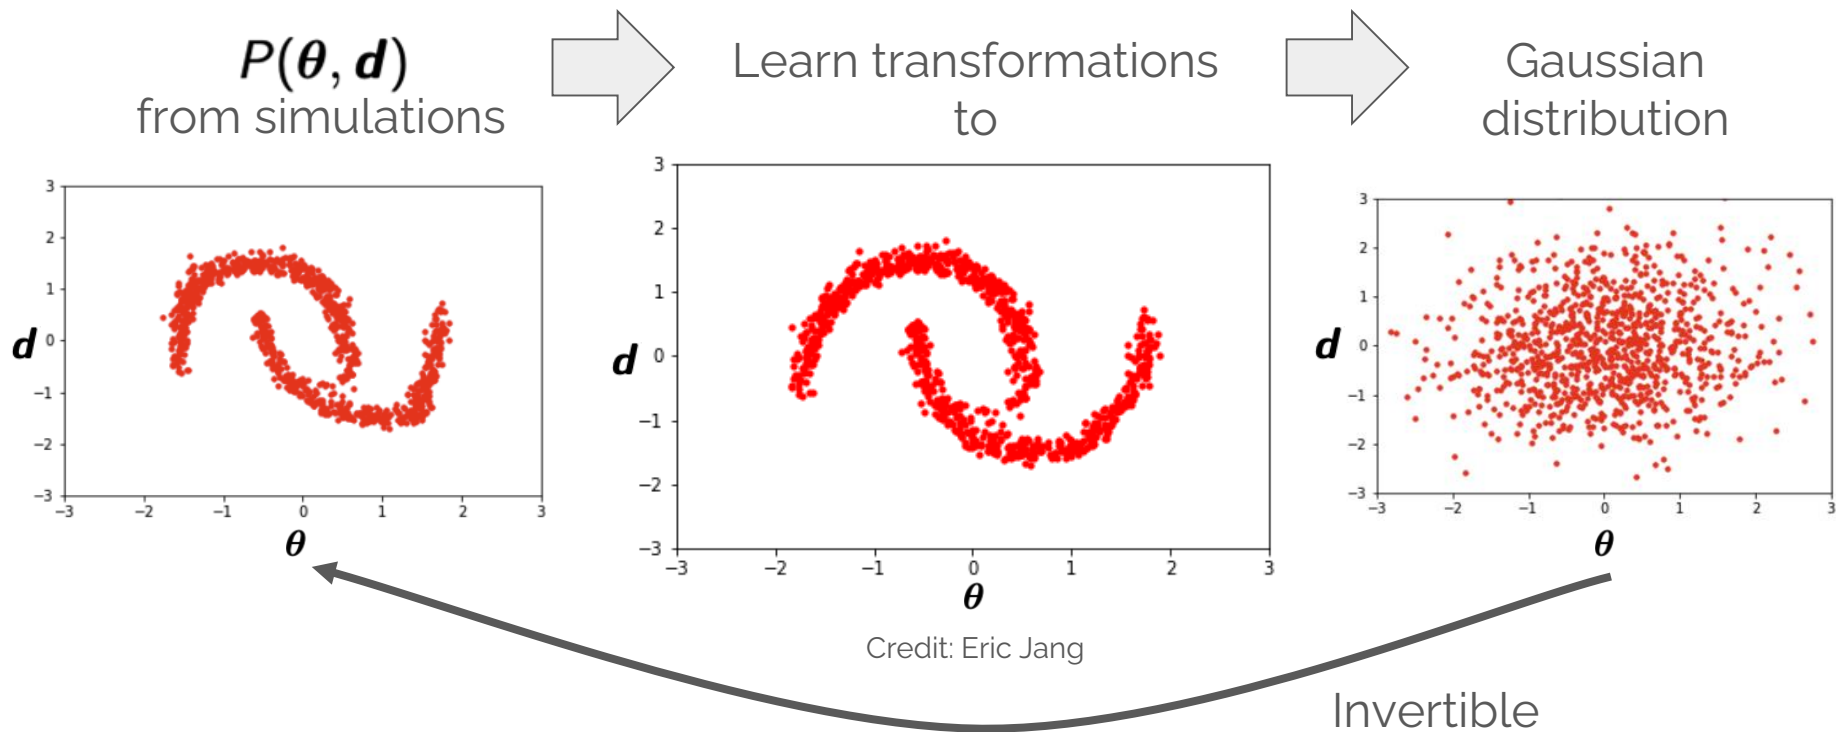 P(θ, d)
from simulations
Learn transformations
to
Gaussian
distribution
3
2
1
d 0
−1
−2
−3
−3 −2 −1 0 1 2 3
θ
3
2
1
d 0
−1
−2
−3
−3 −2 −1 0 1 2 3
θ
3
2
1
d 0
−1
−2
−3
−3 −2 −1 0 1 2 3
θ
Credit: Eric Jang
Invertible